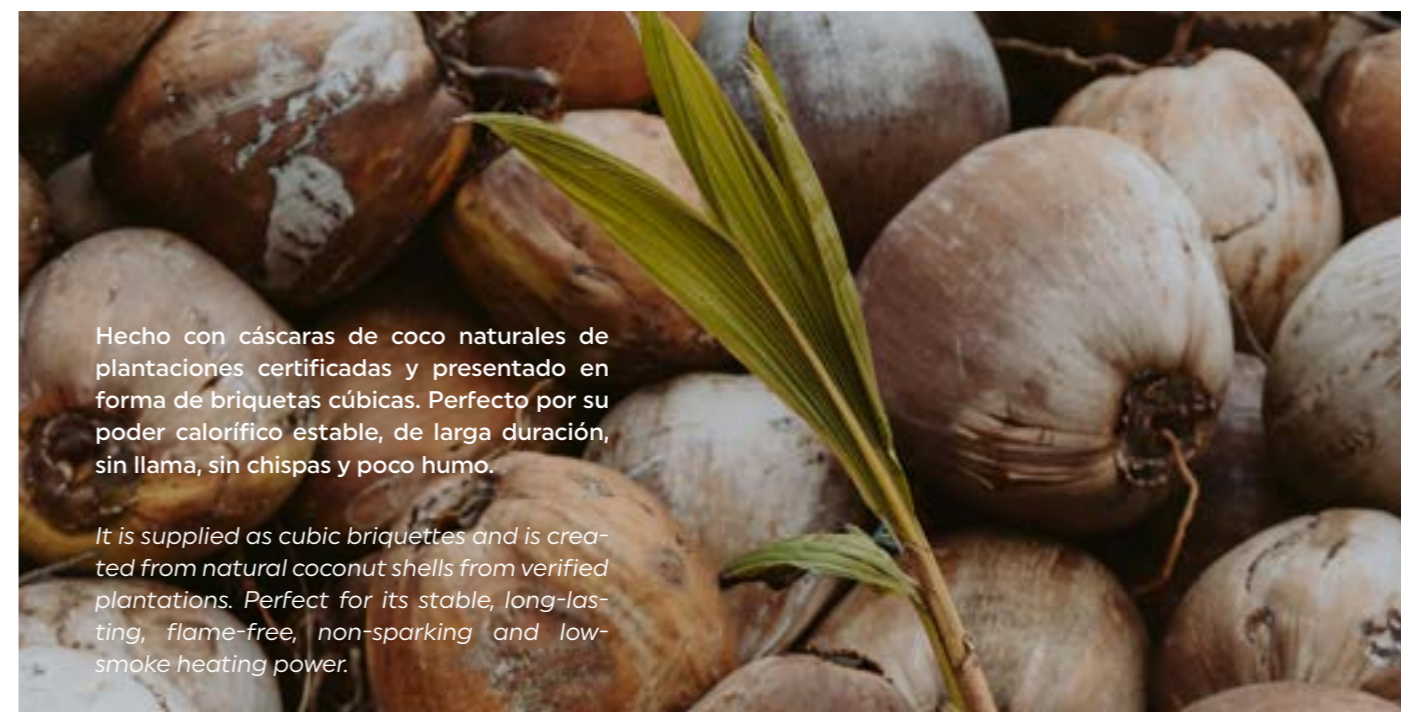 Hecho con cáscaras de coco naturales de
plantaciones certificadas y presentado en
forma de briquetas cúbicas. Perfecto por su
poder calorífico estable, de larga duración,
sin llama, sin chispas y poco humo.
It is supplied as cubic briquettes and is crea-
ted from natural coconut shells from verified
plantations. Perfect for its stable, long-las-
ting, flame-free, non-sparking and low-
smoke heating power.